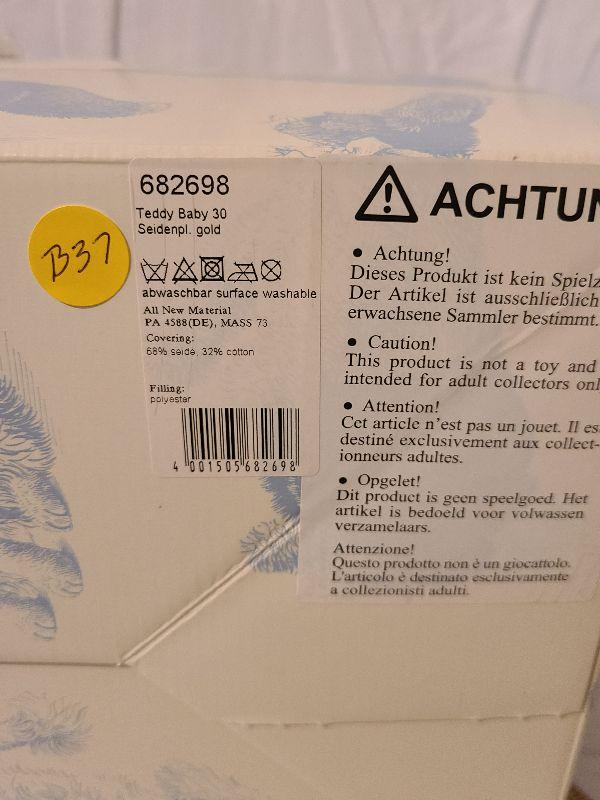 B37
682698
Teddy Baby 30
Seidenpl. gold
abwaschbar surface washable
All New Material
PA 4588(DE), MASS 73
Covering:
68% seide, 32% cotton
Filling:
polyester
4 001505 682698
ACHTUN
• Achtung!
Dieses Produkt ist kein Spielz
Der Artikel ist ausschließlich
erwachsene Sammler bestimmt.
• Caution!
This product is not a toy and
intended for adult collectors onl
• Attention!
Cet article n'est pas un jouet. Il es
destiné exclusivement aux collect-
ionneurs adultes.
• Opgelet!
Dit product is geen speelgoed. Het
artikel is bedoeld voor volwassen
verzamelaars.
Attenzione!
Questo prodotto non è un giocattolo.
L'articolo è destinato esclusivamente
a collezionisti adulti.